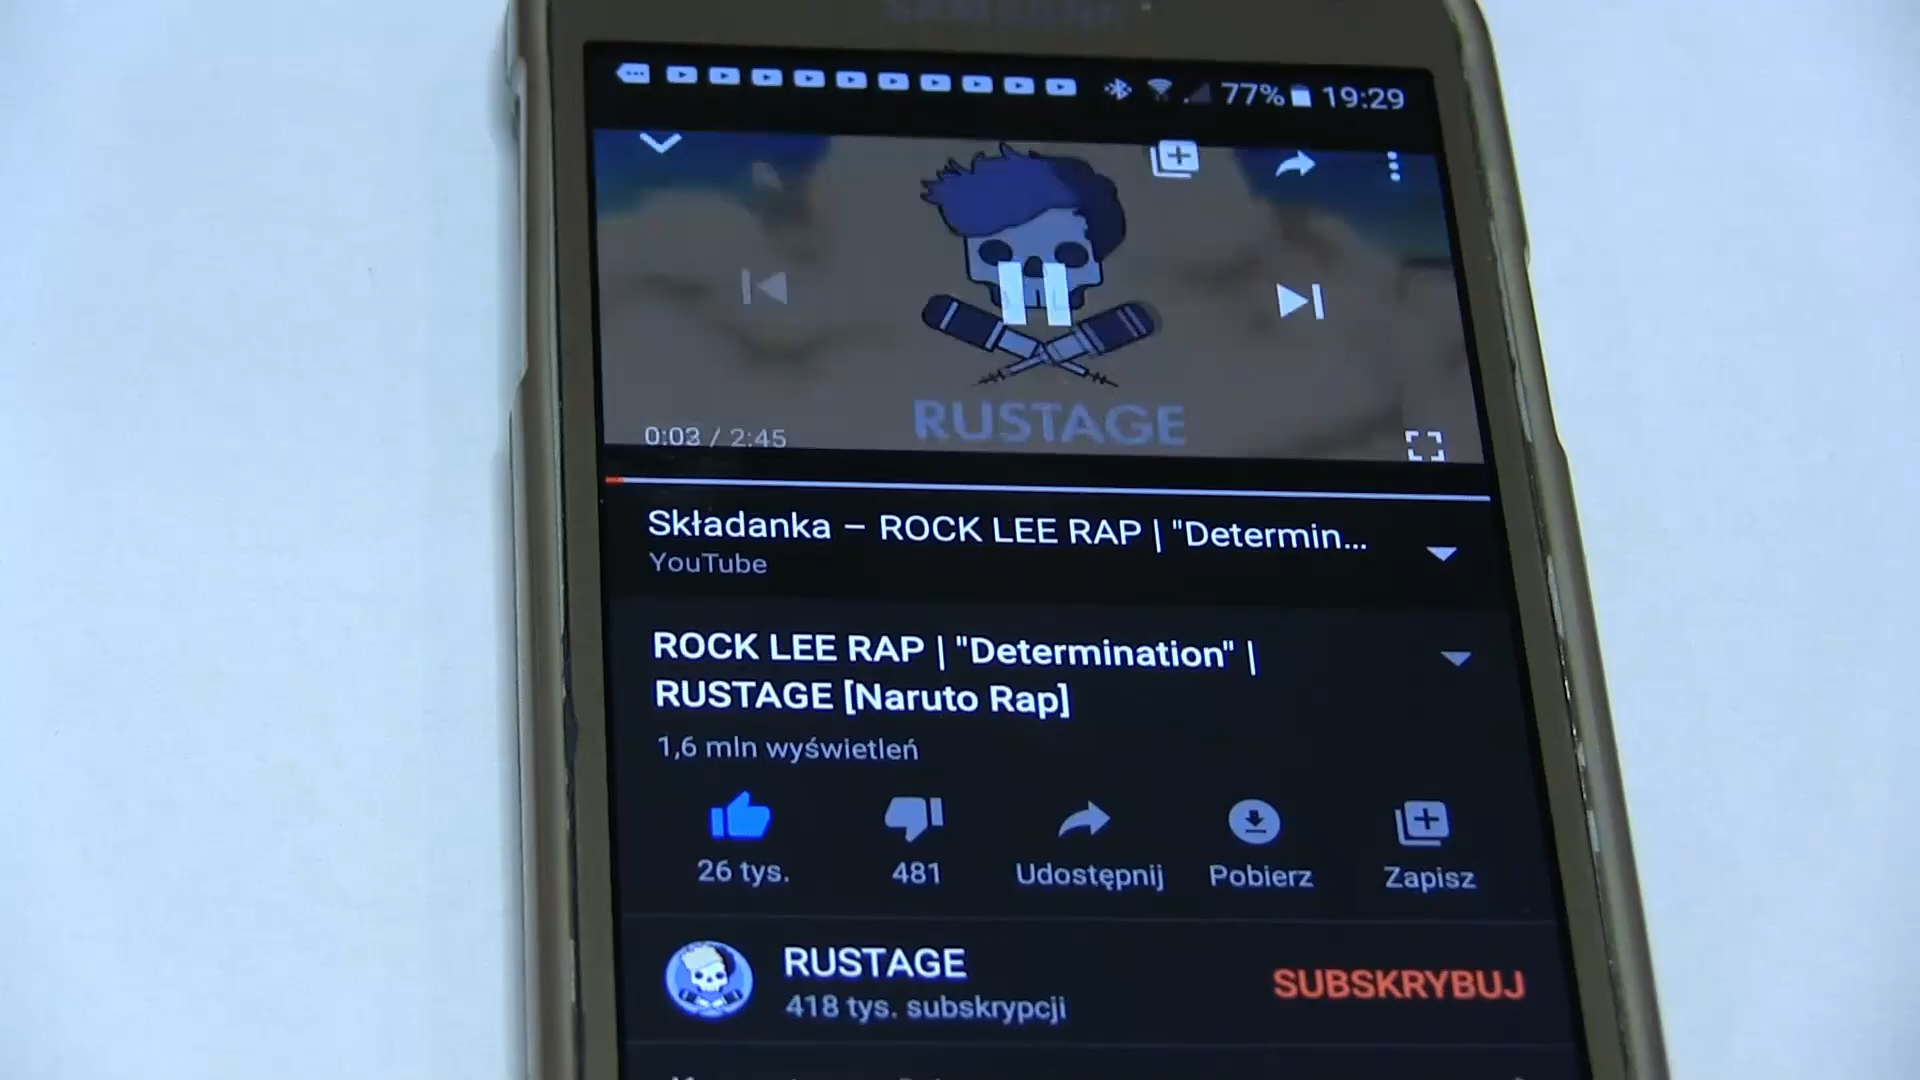 SAMSUNG
77% 19:29
RUSTAGE
0:03 / 2:45
Składanka – ROCK LEE RAP | "Determin...
YouTube
ROCK LEE RAP | "Determination" |
RUSTAGE [Naruto Rap]
1,6 mln wyświetleń
26 tys.
481
Udostępnij
Pobierz
Zapisz
RUSTAGE
418 tys. subskrypcji
SUBSKRYBUJ